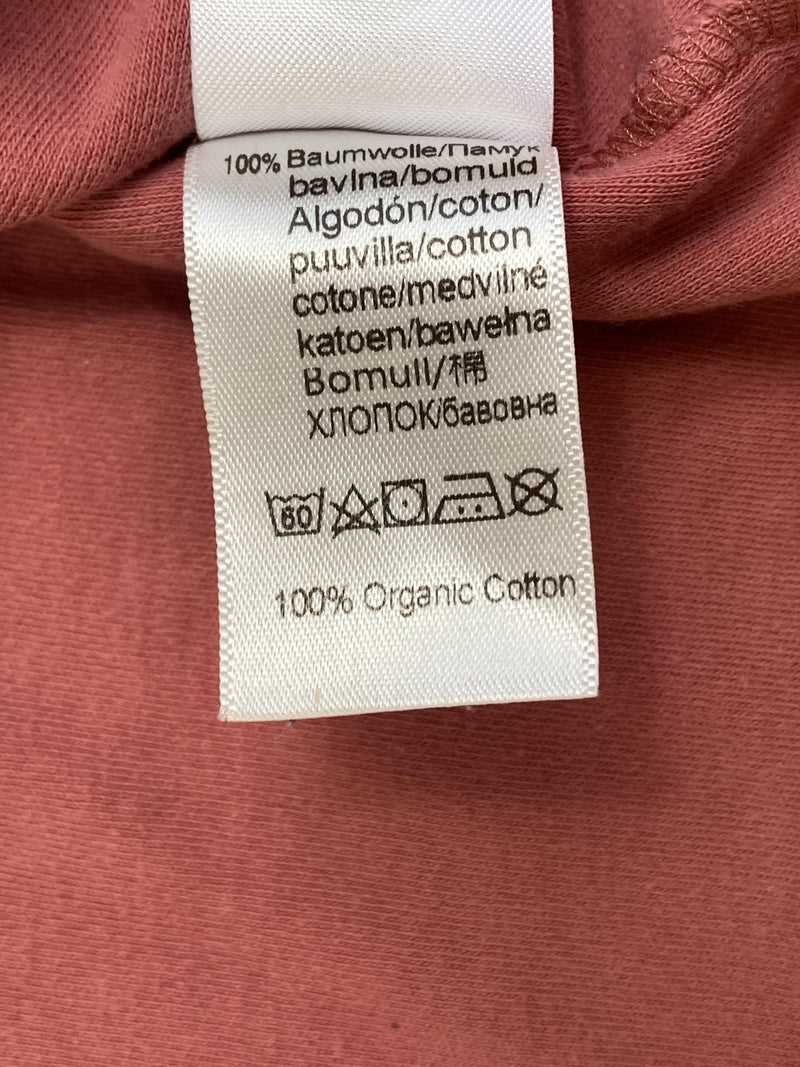 100% Baumwolle/Памук
bavlna/bomuld
Algodón/coton/
puuvilla/cotton
cotone/medvilnė
katoen/bawełna
Bomull/棉
хлопок/бавовна
60
100% Organic Cotton